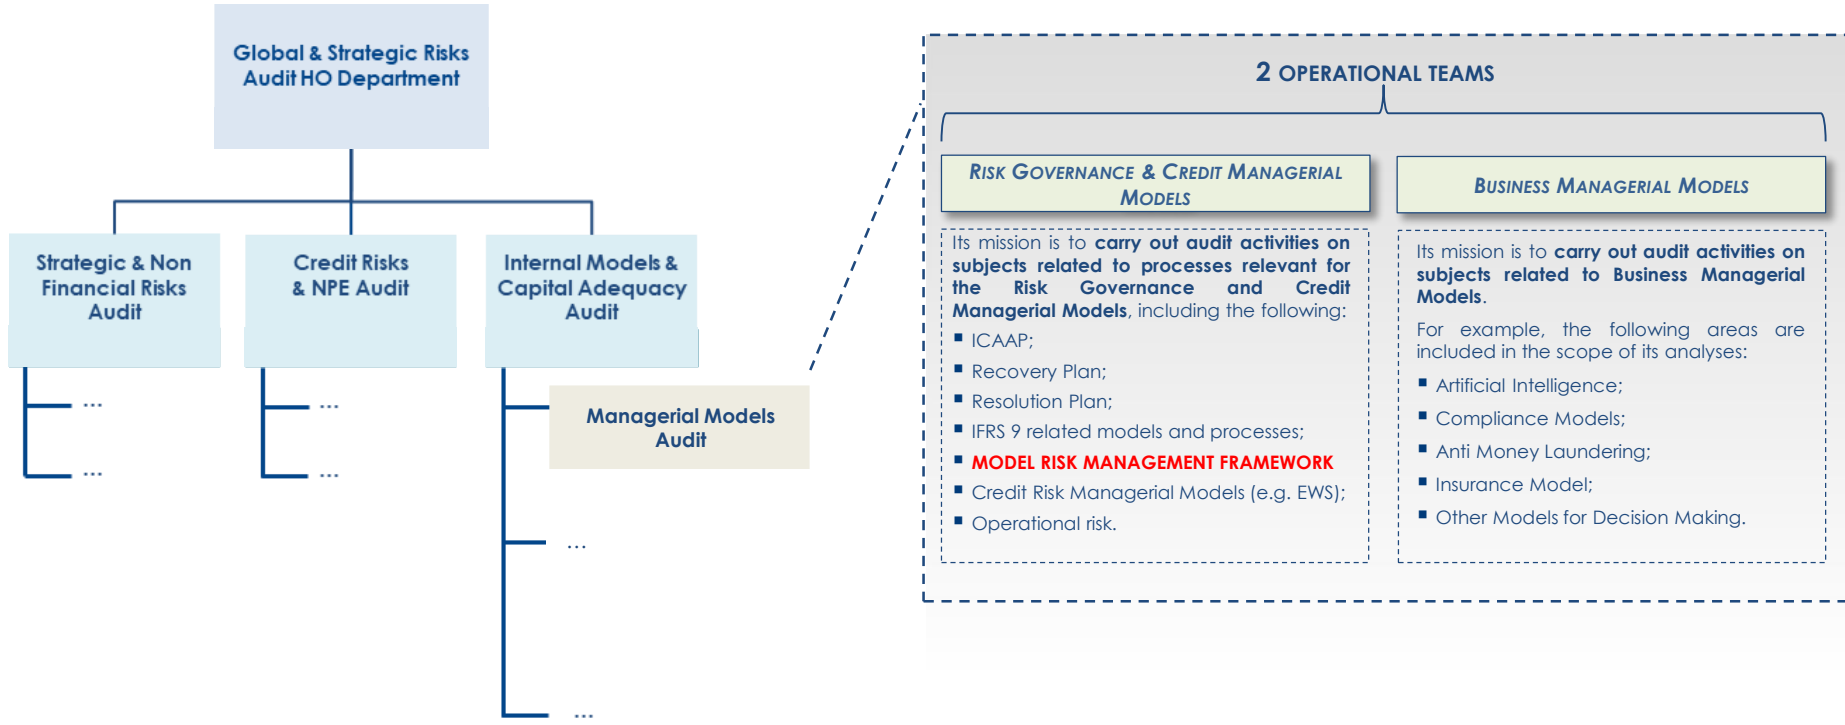 Global & Strategic Risks
Audit HO Department
Strategic & Non
Financial Risks
Audit
...
...
Credit Risks
& NPE Audit
...
...
Internal Models &
Capital Adequacy
Audit
Managerial Models
Audit
...
...
2 OPERATIONAL TEAMS
RISK GOVERNANCE & CREDIT MANAGERIAL
MODELS
Its mission is to carry out audit activities on
subjects related to processes relevant for
the Risk Governance and Credit
Managerial Models, including the following:
▪ ICAAP;
▪ Recovery Plan;
▪ Resolution Plan;
▪ IFRS 9 related models and processes;
▪ MODEL RISK MANAGEMENT FRAMEWORK
▪ Credit Risk Managerial Models (e.g. EWS);
▪ Operational risk.
BUSINESS MANAGERIAL MODELS
Its mission is to carry out audit activities on
subjects related to Business Managerial
Models.
For example, the following areas are
included in the scope of its analyses:
▪ Artificial Intelligence;
▪ Compliance Models;
▪ Anti Money Laundering;
▪ Insurance Model;
▪ Other Models for Decision Making.